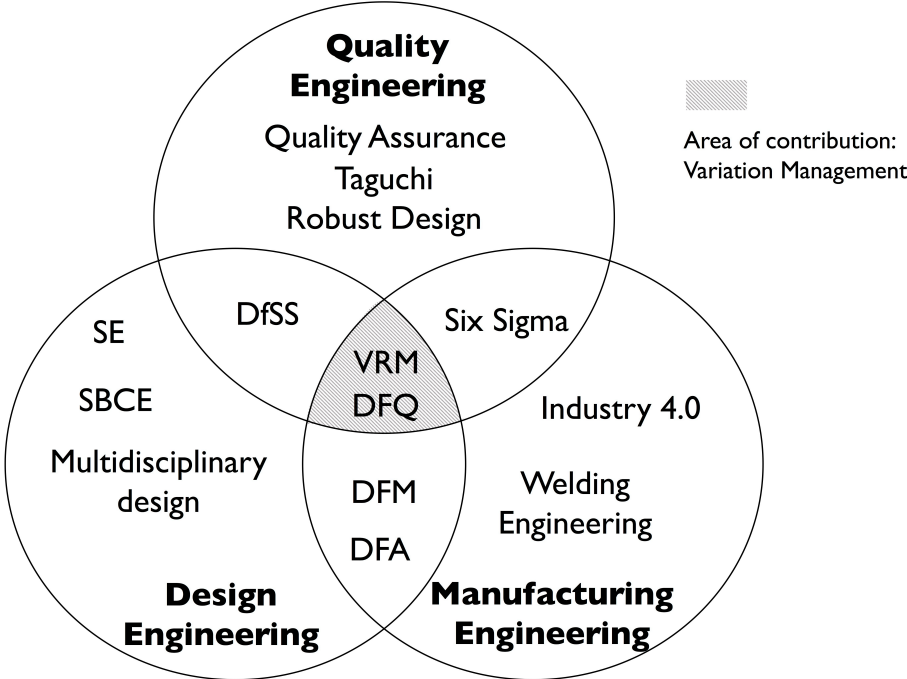 Quality
Engineering
Quality Assurance
Taguchi
Robust Design
Area of contribution:
Variation Management
DfSS
Six Sigma
SE
VRM
SBCE
DFQ
Industry 4.0
Multidisciplinary
design
DFM
Welding
Engineering
DFA
Design
Engineering
Manufacturing
Engineering